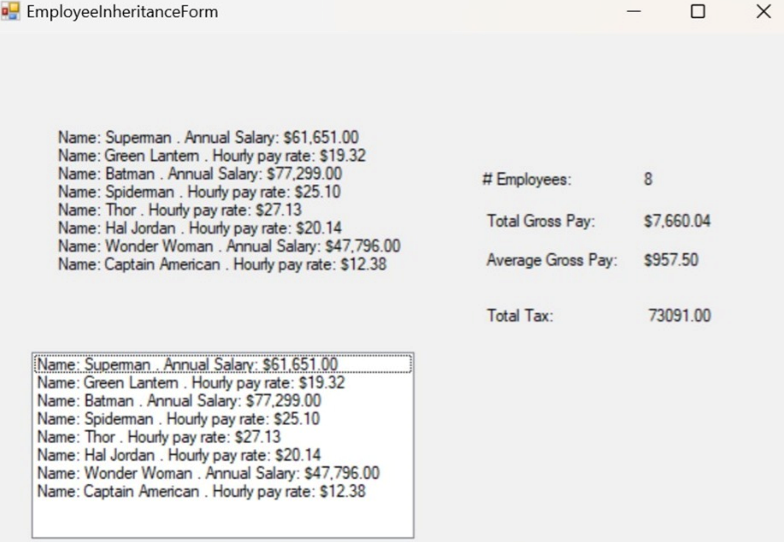 EmployeeInheritanceForm
Name: Superman . Annual Salary: $61,651.00
Name: Green Lantern . Hourly pay rate: $19.32
Name: Batman . Annual Salary: $77,299.00
Name: Spiderman . Hourly pay rate: $25.10
Name: Thor . Hourly pay rate: $27.13
Name: Hal Jordan . Hourly pay rate: $20.14
Name: Wonder Woman . Annual Salary: $47,796.00
Name: Captain American . Hourly pay rate: $12.38
# Employees: 8
Total Gross Pay: $7,660.04
Average Gross Pay: $957.50
Total Tax: 73091.00
Name: Superman . Annual Salary: $61,651.00
Name: Green Lantern . Hourly pay rate: $19.32
Name: Batman . Annual Salary: $77,299.00
Name: Spiderman . Hourly pay rate: $25.10
Name: Thor . Hourly pay rate: $27.13
Name: Hal Jordan . Hourly pay rate: $20.14
Name: Wonder Woman . Annual Salary: $47,796.00
Name: Captain American . Hourly pay rate: $12.38